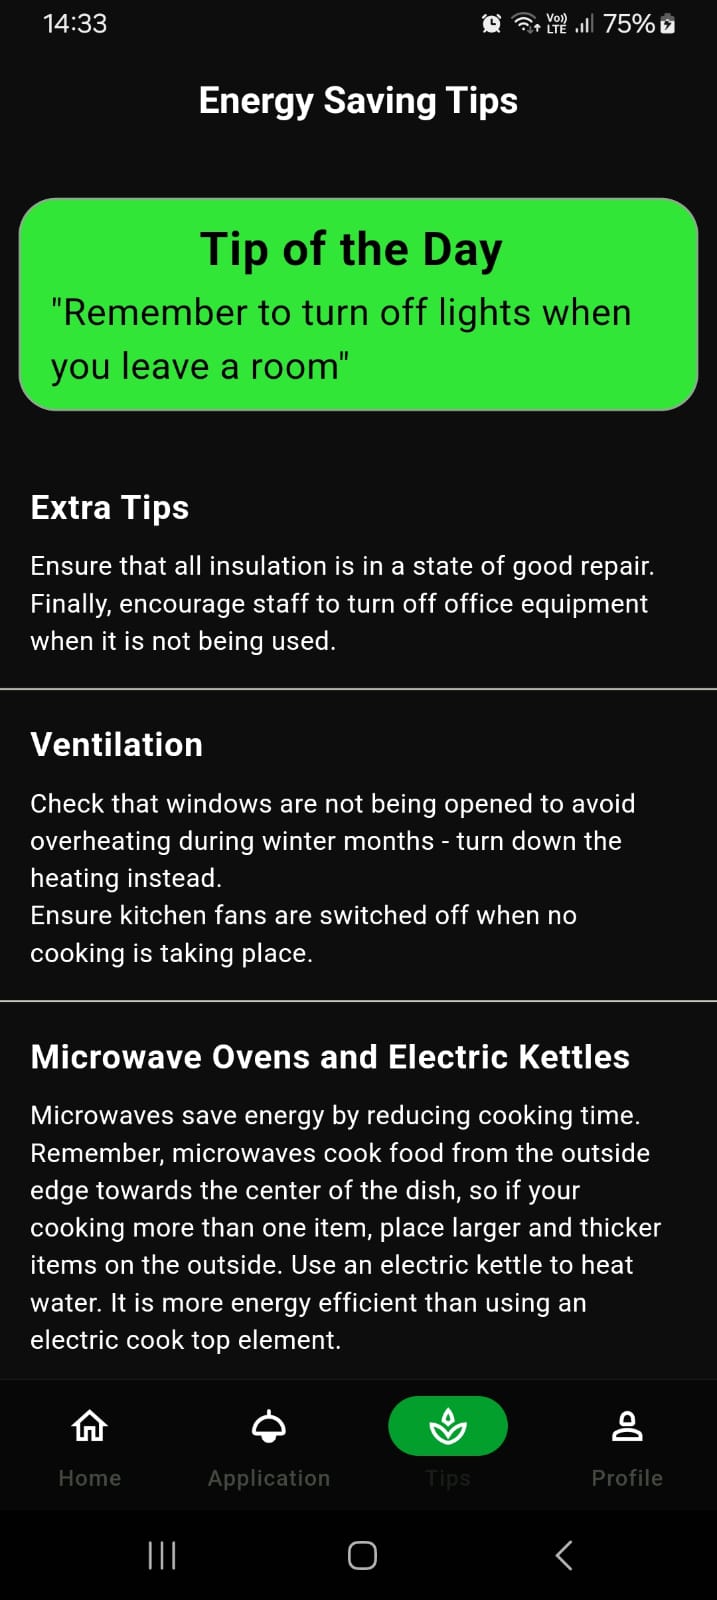 14:33
Vo))
LTE
75%
Energy Saving Tips
Tip of the Day
"Remember to turn off lights when
you leave a room"
Extra Tips
Ensure that all insulation is in a state of good repair.
Finally, encourage staff to turn off office equipment
when it is not being used.
Ventilation
Check that windows are not being opened to avoid
overheating during winter months - turn down the
heating instead.
Ensure kitchen fans are switched off when no
cooking is taking place.
Microwave Ovens and Electric Kettles
Microwaves save energy by reducing cooking time.
Remember, microwaves cook food from the outside
edge towards the center of the dish, so if your
cooking more than one item, place larger and thicker
items on the outside. Use an electric kettle to heat
water. It is more energy efficient than using an
electric cook top element.
Home
Application
Tips
Profile